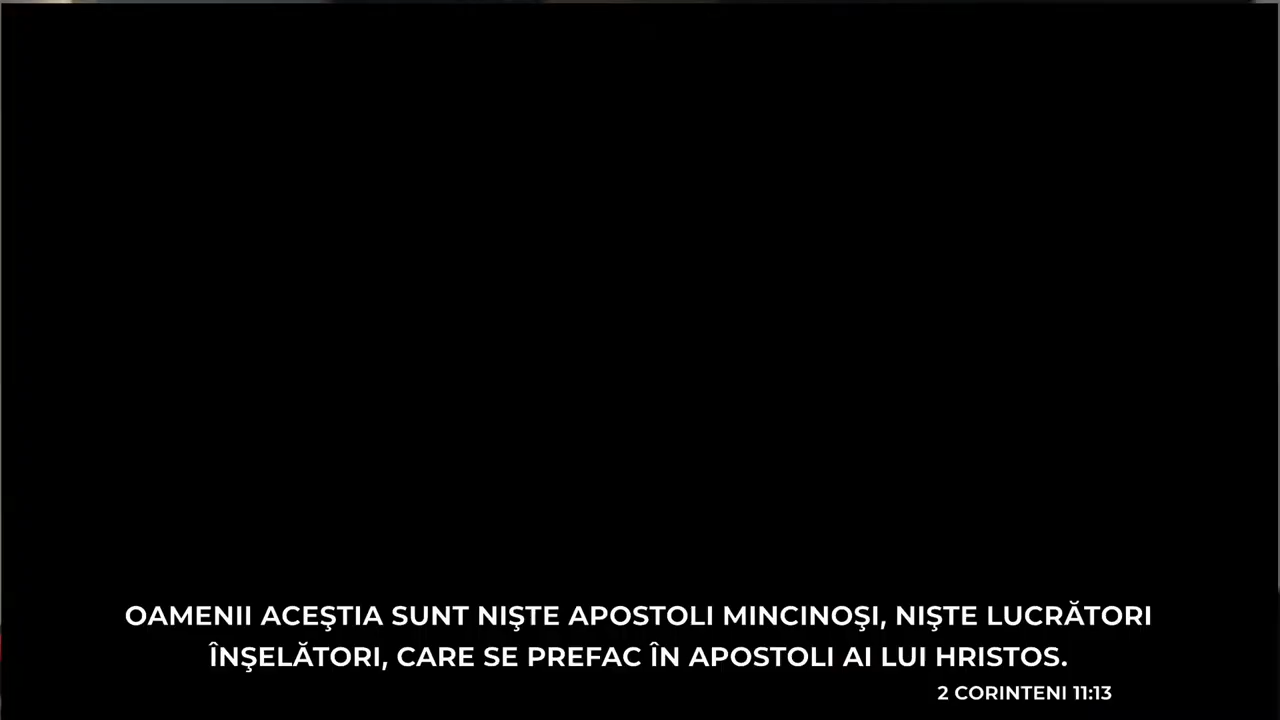 OAMENII ACEŞTIA SUNT NIŞTE APOSTOLI MINCINOŞI, NIŞTE LUCRĂTORI
ÎNŞELĂTORI, CARE SE PREFAC ÎN APOSTOLI AI LUI HRISTOS.
2 CORINTENI 11:13